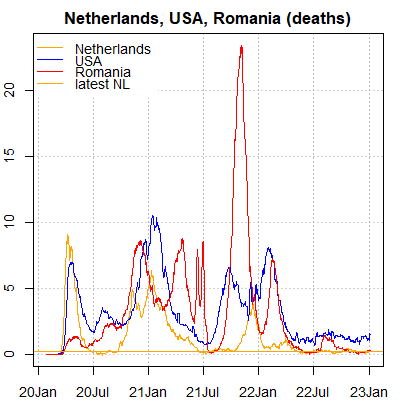 Netherlands, USA, Romania (deaths)
Netherlands
USA
Romania
latest NL
20
15
10
5
0
20Jan 20Jul 21Jan 21Jul 22Jan 22Jul 23Jan